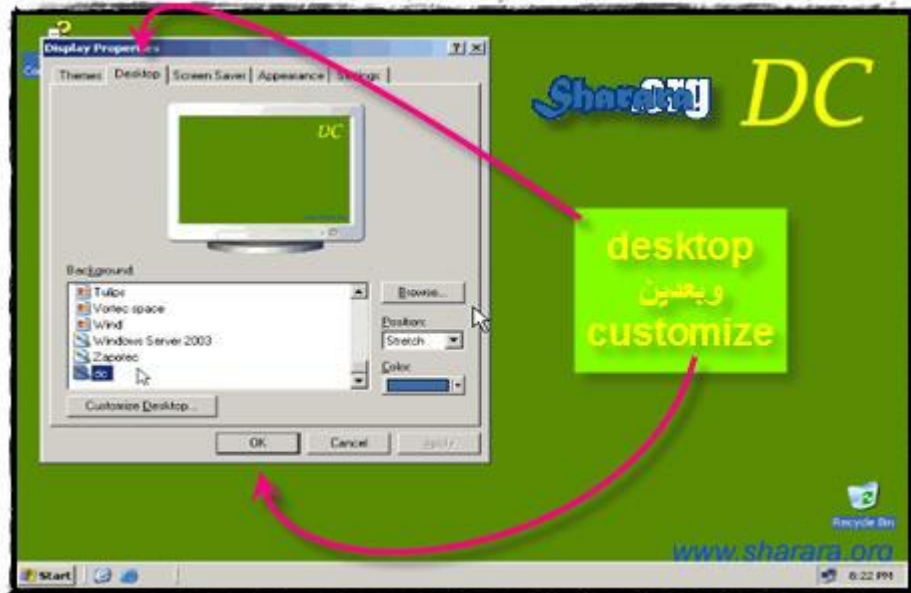 Display Properties
Themes Desktop Screen Saver Appearance Settings
DC
Background:
Tulips
Vortec space
Wind
Windows Server 2003
Zapotec
dc
Browse...
Position:
Stretch
Color:
Customize Desktop...
OK Cancel Apply
Sharara org
DC
desktop
وبعدين
customize
Recycle Bin
www.sharara.org
Start
8:22 PM